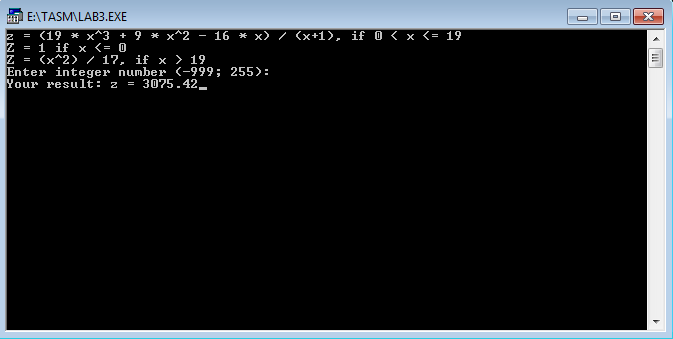 E:\TASM\LAB3.EXE
z = (19 * x^3 + 9 * x^2 - 16 * x) / (x+1), if 0 < x <= 19
Z = 1 if x <= 0
Z = (x^2) / 17, if x > 19
Enter integer number (-999; 255):
Your result: z = 3075.42_